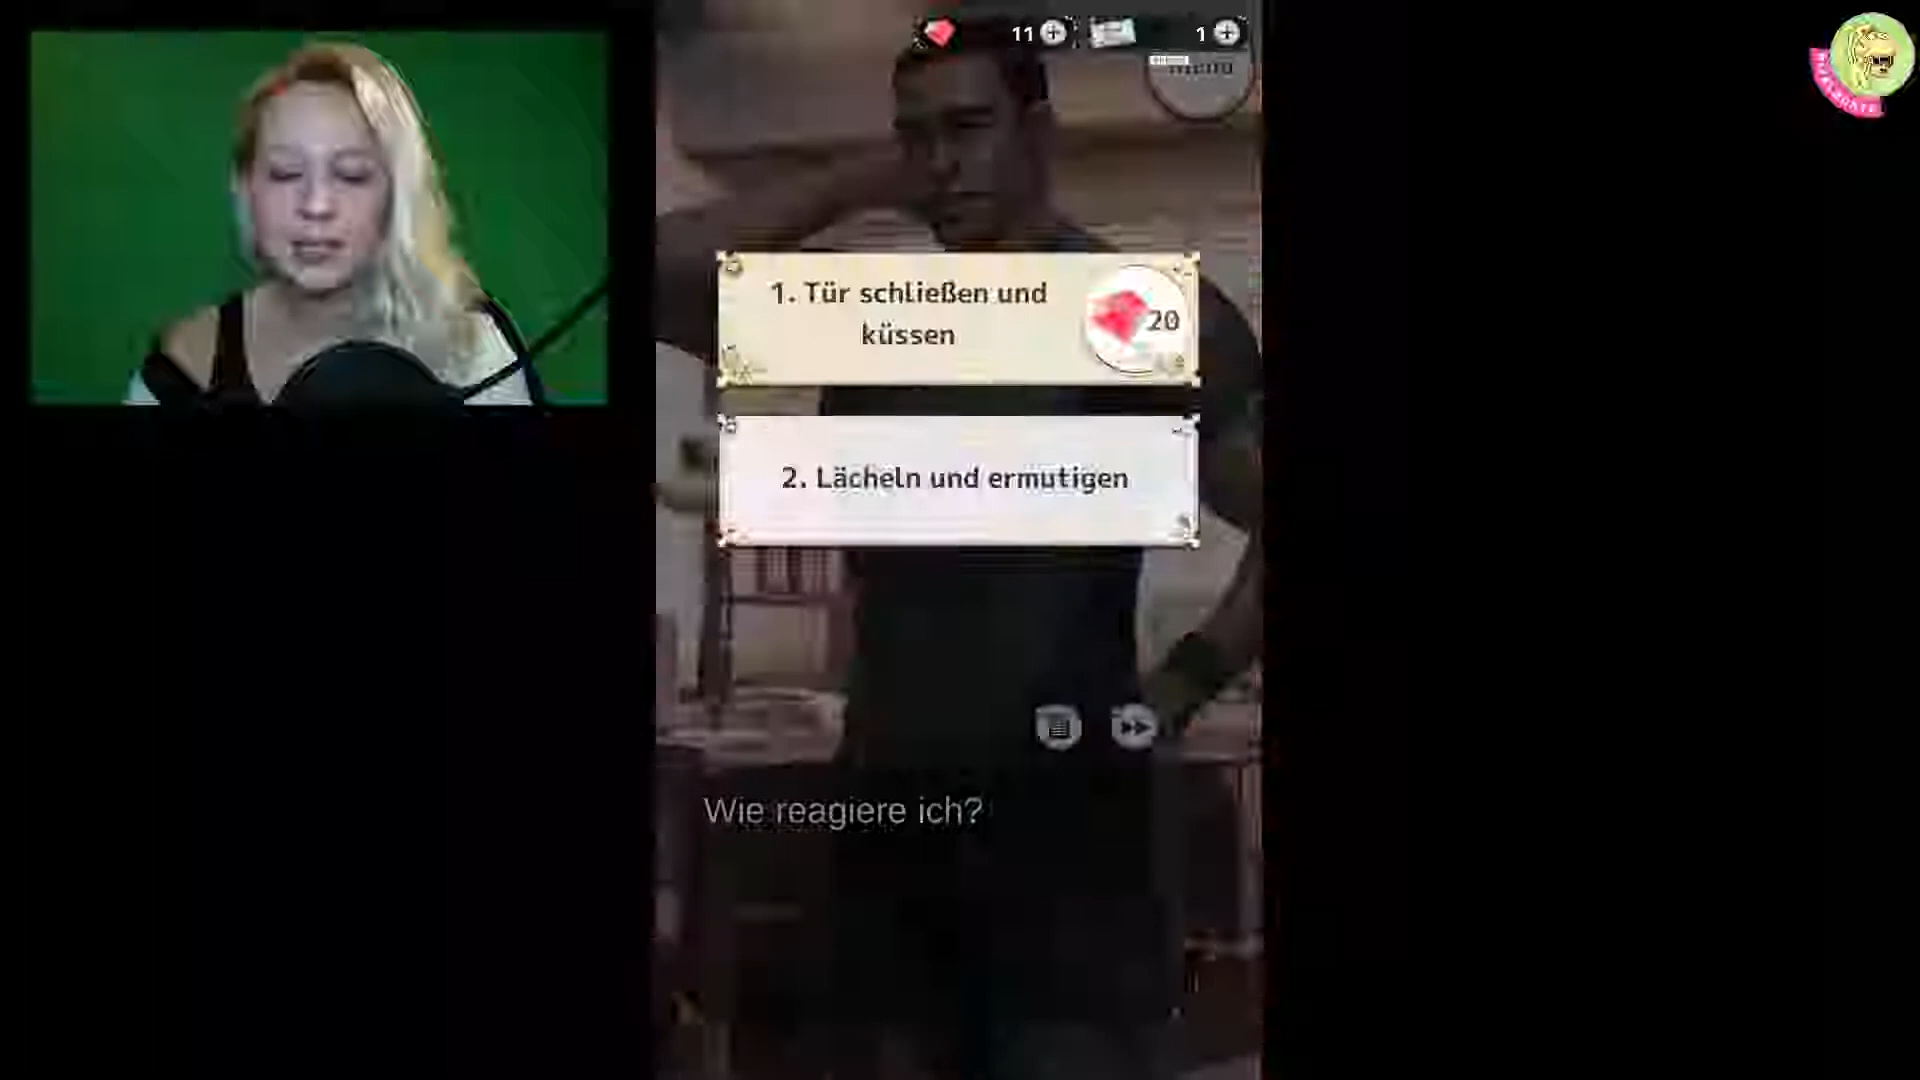 11
1
1. Tür schließen und
küssen
20
2. Lächeln und ermutigen
Wie reagiere ich?